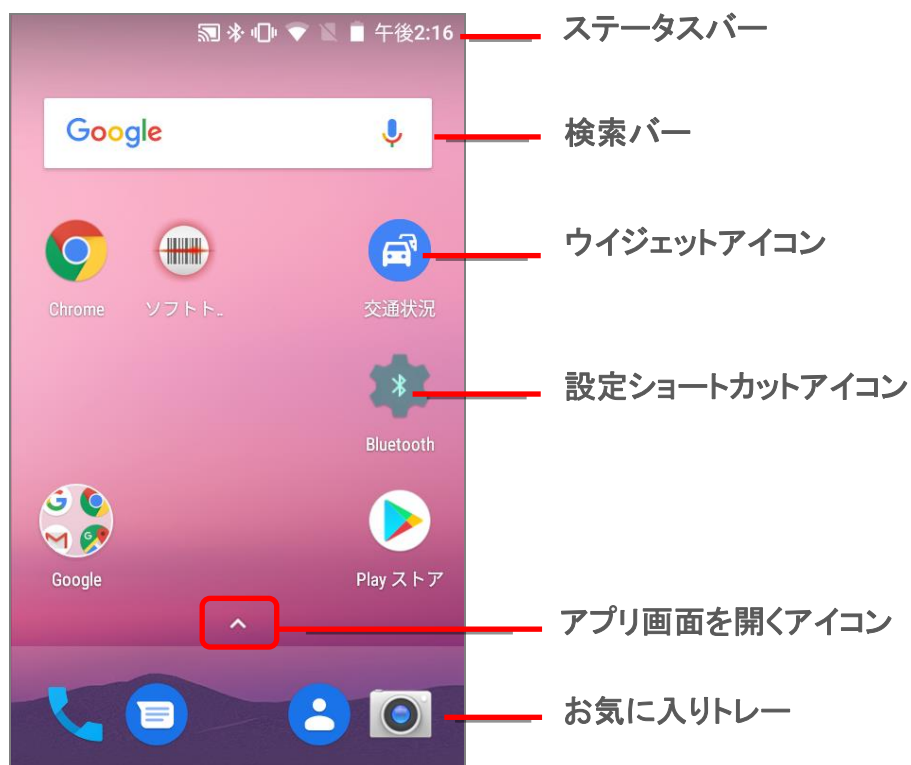 午後2:16
ステータスバー
Google
検索バー
ウイジェットアイコン
Chrome
ソフトト..
交通状況
設定ショートカットアイコン
Bluetooth
Google
Play ストア
アプリ画面を開くアイコン
お気に入りトレー